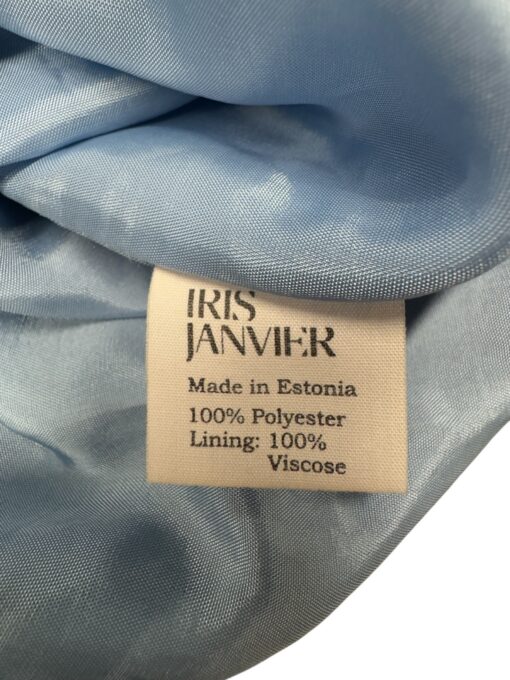 IRIS
JANVIER
Made in Estonia
100% Polyester
Lining: 100%
Viscose